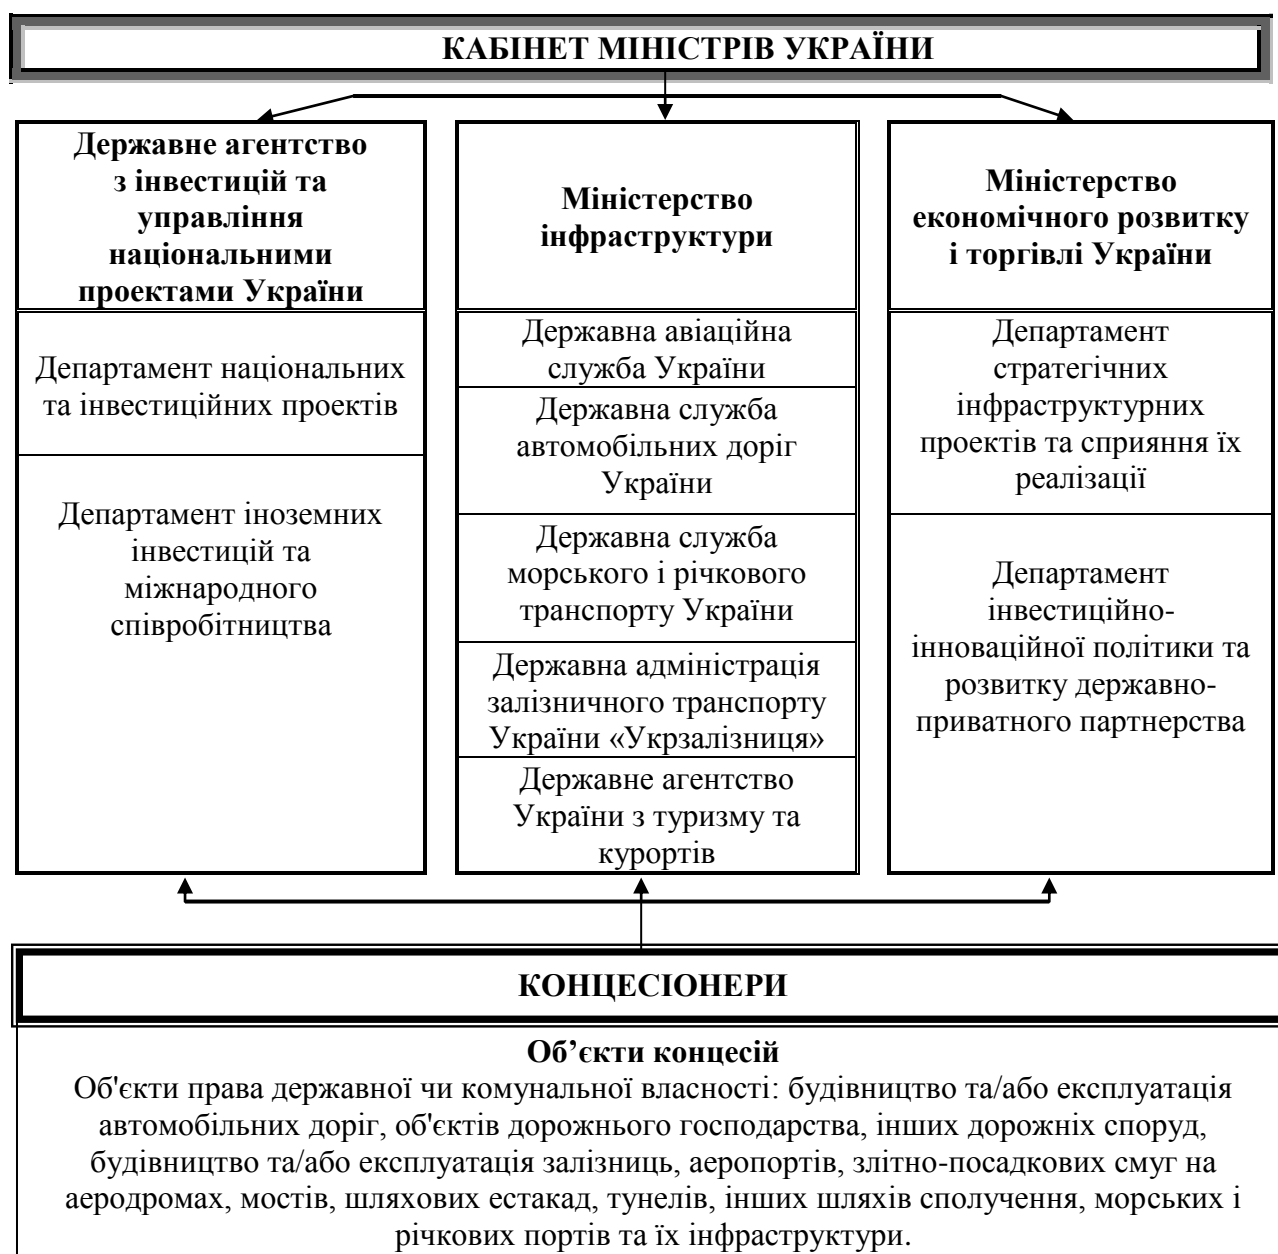 КАБІНЕТ МІНІСТРІВ УКРАЇНИ
Державне агентство
з інвестицій та
управління
національними
проектами України
Департамент національних
та інвестиційних проектів
Департамент іноземних
інвестицій та
міжнародного
співробітництва
Міністерство
інфраструктури
Державна авіаційна
служба України
Державна служба
автомобільних доріг
України
Державна служба
морського і річкового
транспорту України
Державна адміністрація
залізничного транспорту
України «Укрзалізниця»
Державне агентство
України з туризму та
курортів
Міністерство
економічного розвитку
і торгівлі України
Департамент
стратегічних
інфраструктурних
проектів та сприяння їх
реалізації
Департамент
інвестиційно-
інноваційної політики та
розвитку державно-
приватного партнерства
КОНЦЕСІОНЕРИ
Об’єкти концесій
Об'єкти права державної чи комунальної власності: будівництво та/або експлуатація
автомобільних доріг, об'єктів дорожнього господарства, інших дорожніх споруд,
будівництво та/або експлуатація залізниць, аеропортів, злітно-посадкових смуг на
аеродромах, мостів, шляхових естакад, тунелів, інших шляхів сполучення, морських і
річкових портів та їх інфраструктури.